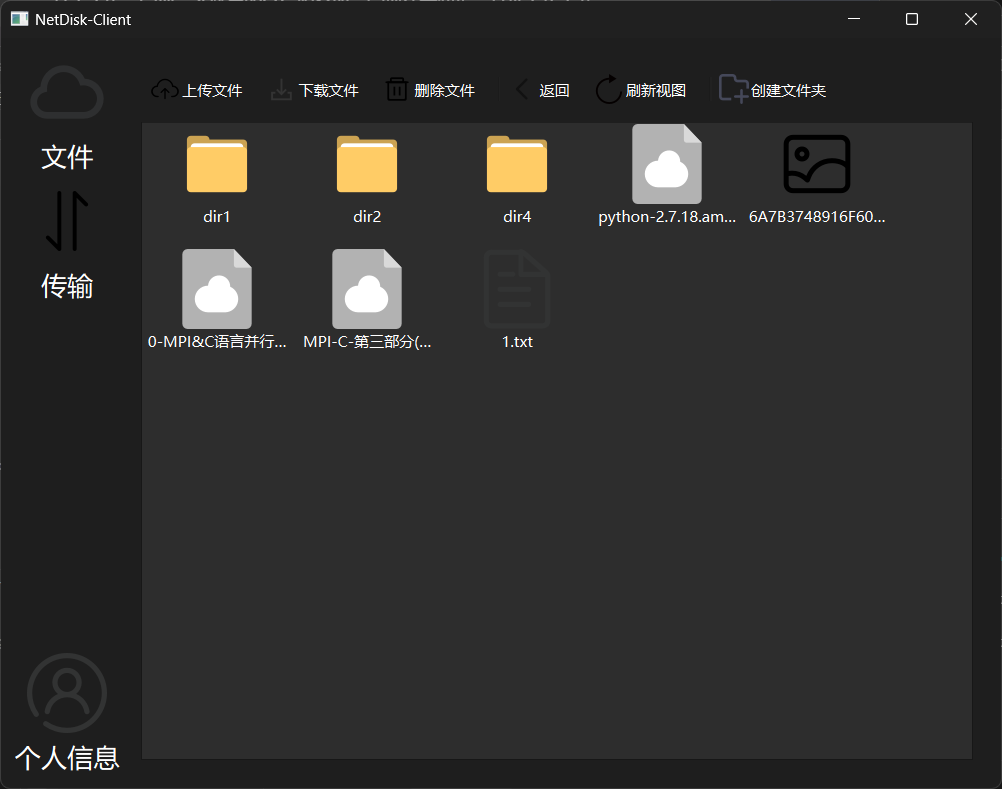 NetDisk-Client
上传文件 下载文件 删除文件 返回 刷新视图 创建文件夹
文件
传输
个人信息
dir1 dir2 dir4 python-2.7.18.am... 6A7B3748916F60...
0-MPI&C语言并行... MPI-C-第三部分(... 1.txt